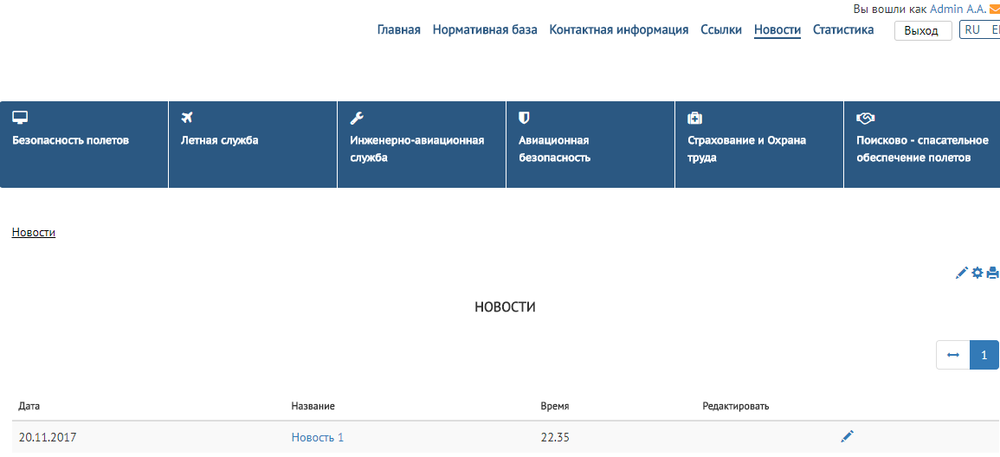 Вы вошли как Admin A.A.
Главная Нормативная база Контактная информация Ссылки Новости Статистика Выход RU
Безопасность полетов
Летная служба
Инженерно-авиационная
служба
Авиационная
безопасность
Страхование и Охрана
труда
Поисково - спасательное
обеспечение полетов
Новости
НОВОСТИ
1
Дата Название Время Редактировать
20.11.2017 Новость 1 22.35